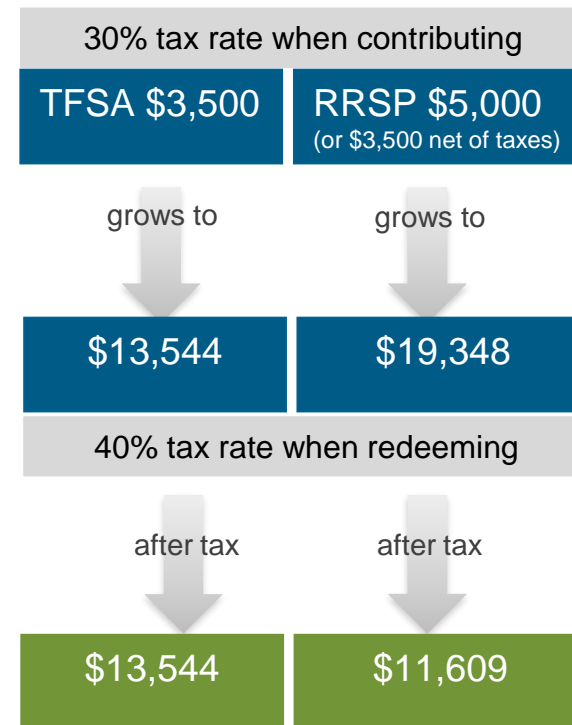 30% tax rate when contributing
TFSA $3,500
RRSP $5,000
(or $3,500 net of taxes)
grows to
grows to
$13,544
$19,348
40% tax rate when redeeming
after tax
after tax
$13,544
$11,609